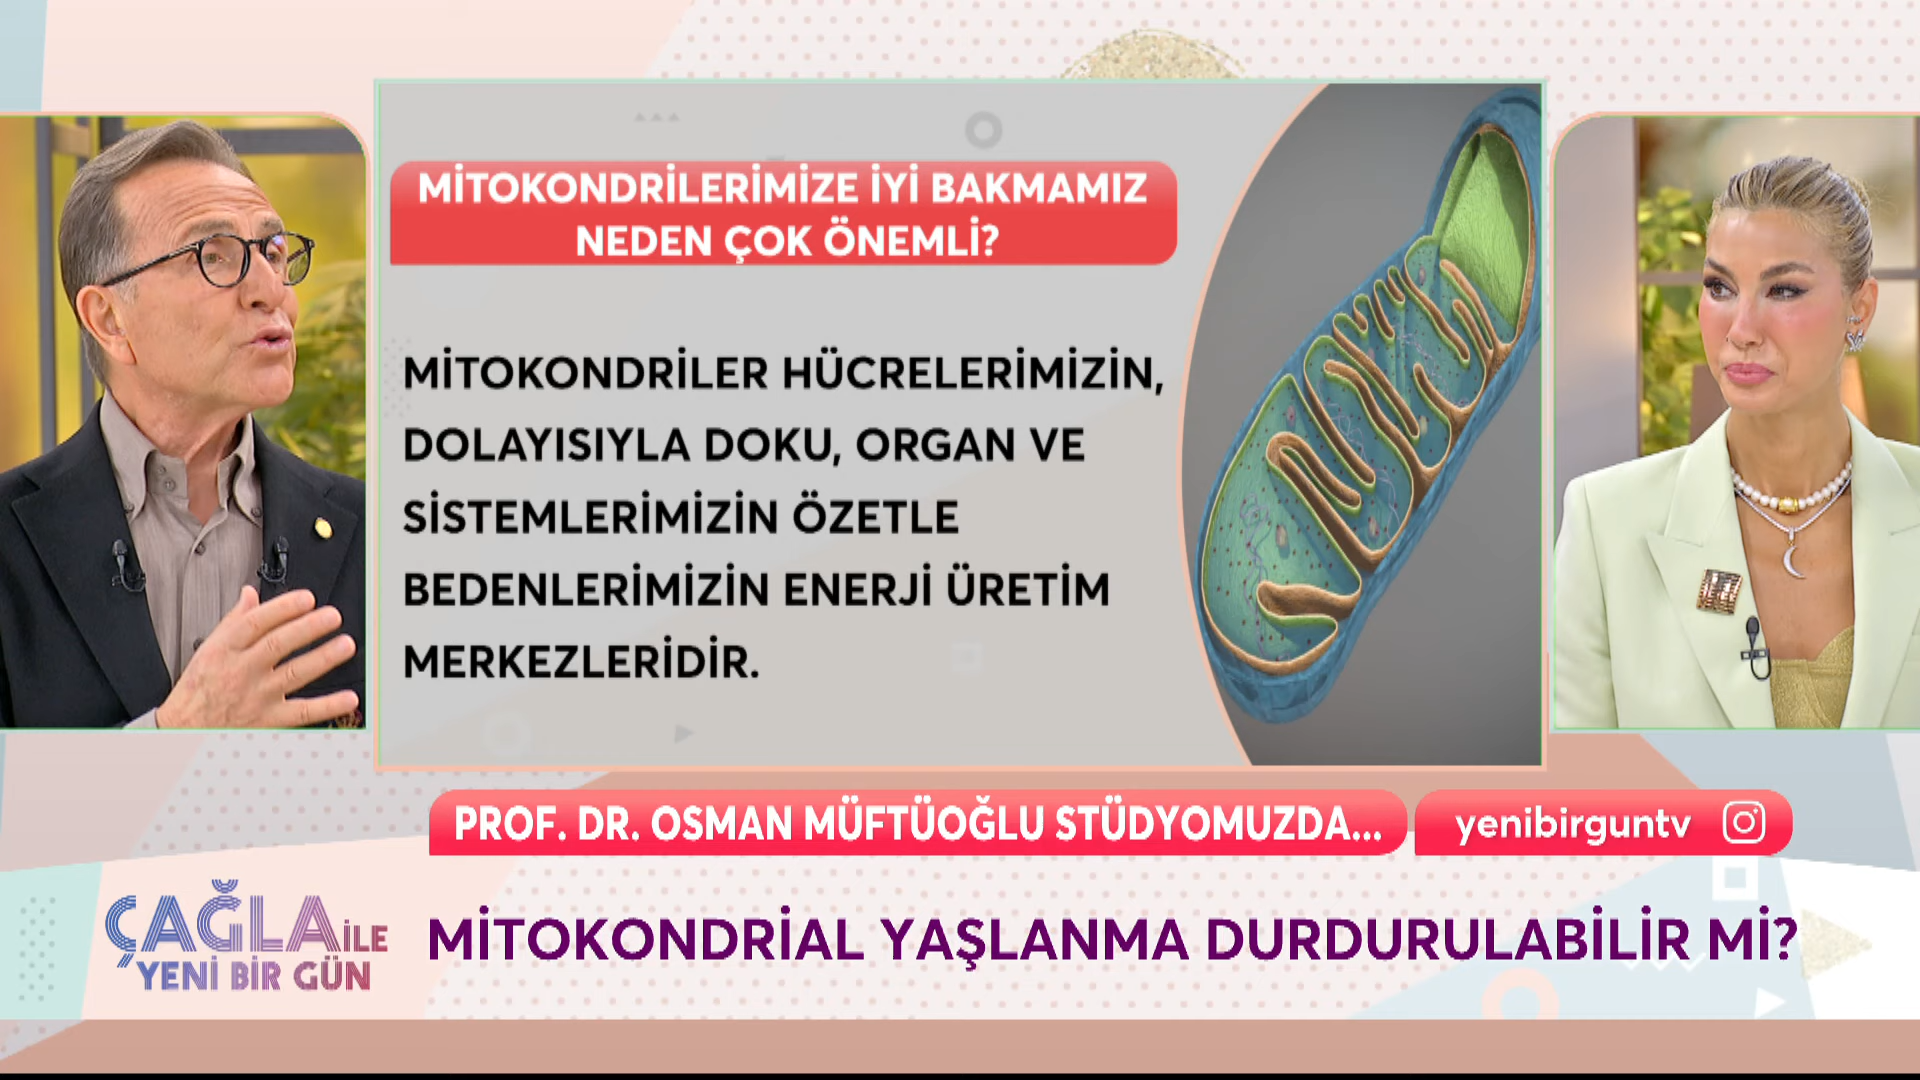 MİTOKONDRİLERİMİZE İYİ BAKMAMIZ
NEDEN ÇOK ÖNEMLİ?
MİTOKONDRİLER HÜCRELERİMİZİN,
DOLAYISIYLA DOKU, ORGAN VE
SİSTEMLERİMİZİN ÖZETLE
BEDENLERİMİZİN ENERJİ ÜRETİM
MERKEZLERİDİR.
PROF. DR. OSMAN MÜFTÜOĞLU STÜDYOMUZDA...
yenibirguntv
ÇAĞLA İLE
YENİ BİR GÜN
MİTOKONDRİAL YAŞLANMA DURDURULABİLİR Mİ?